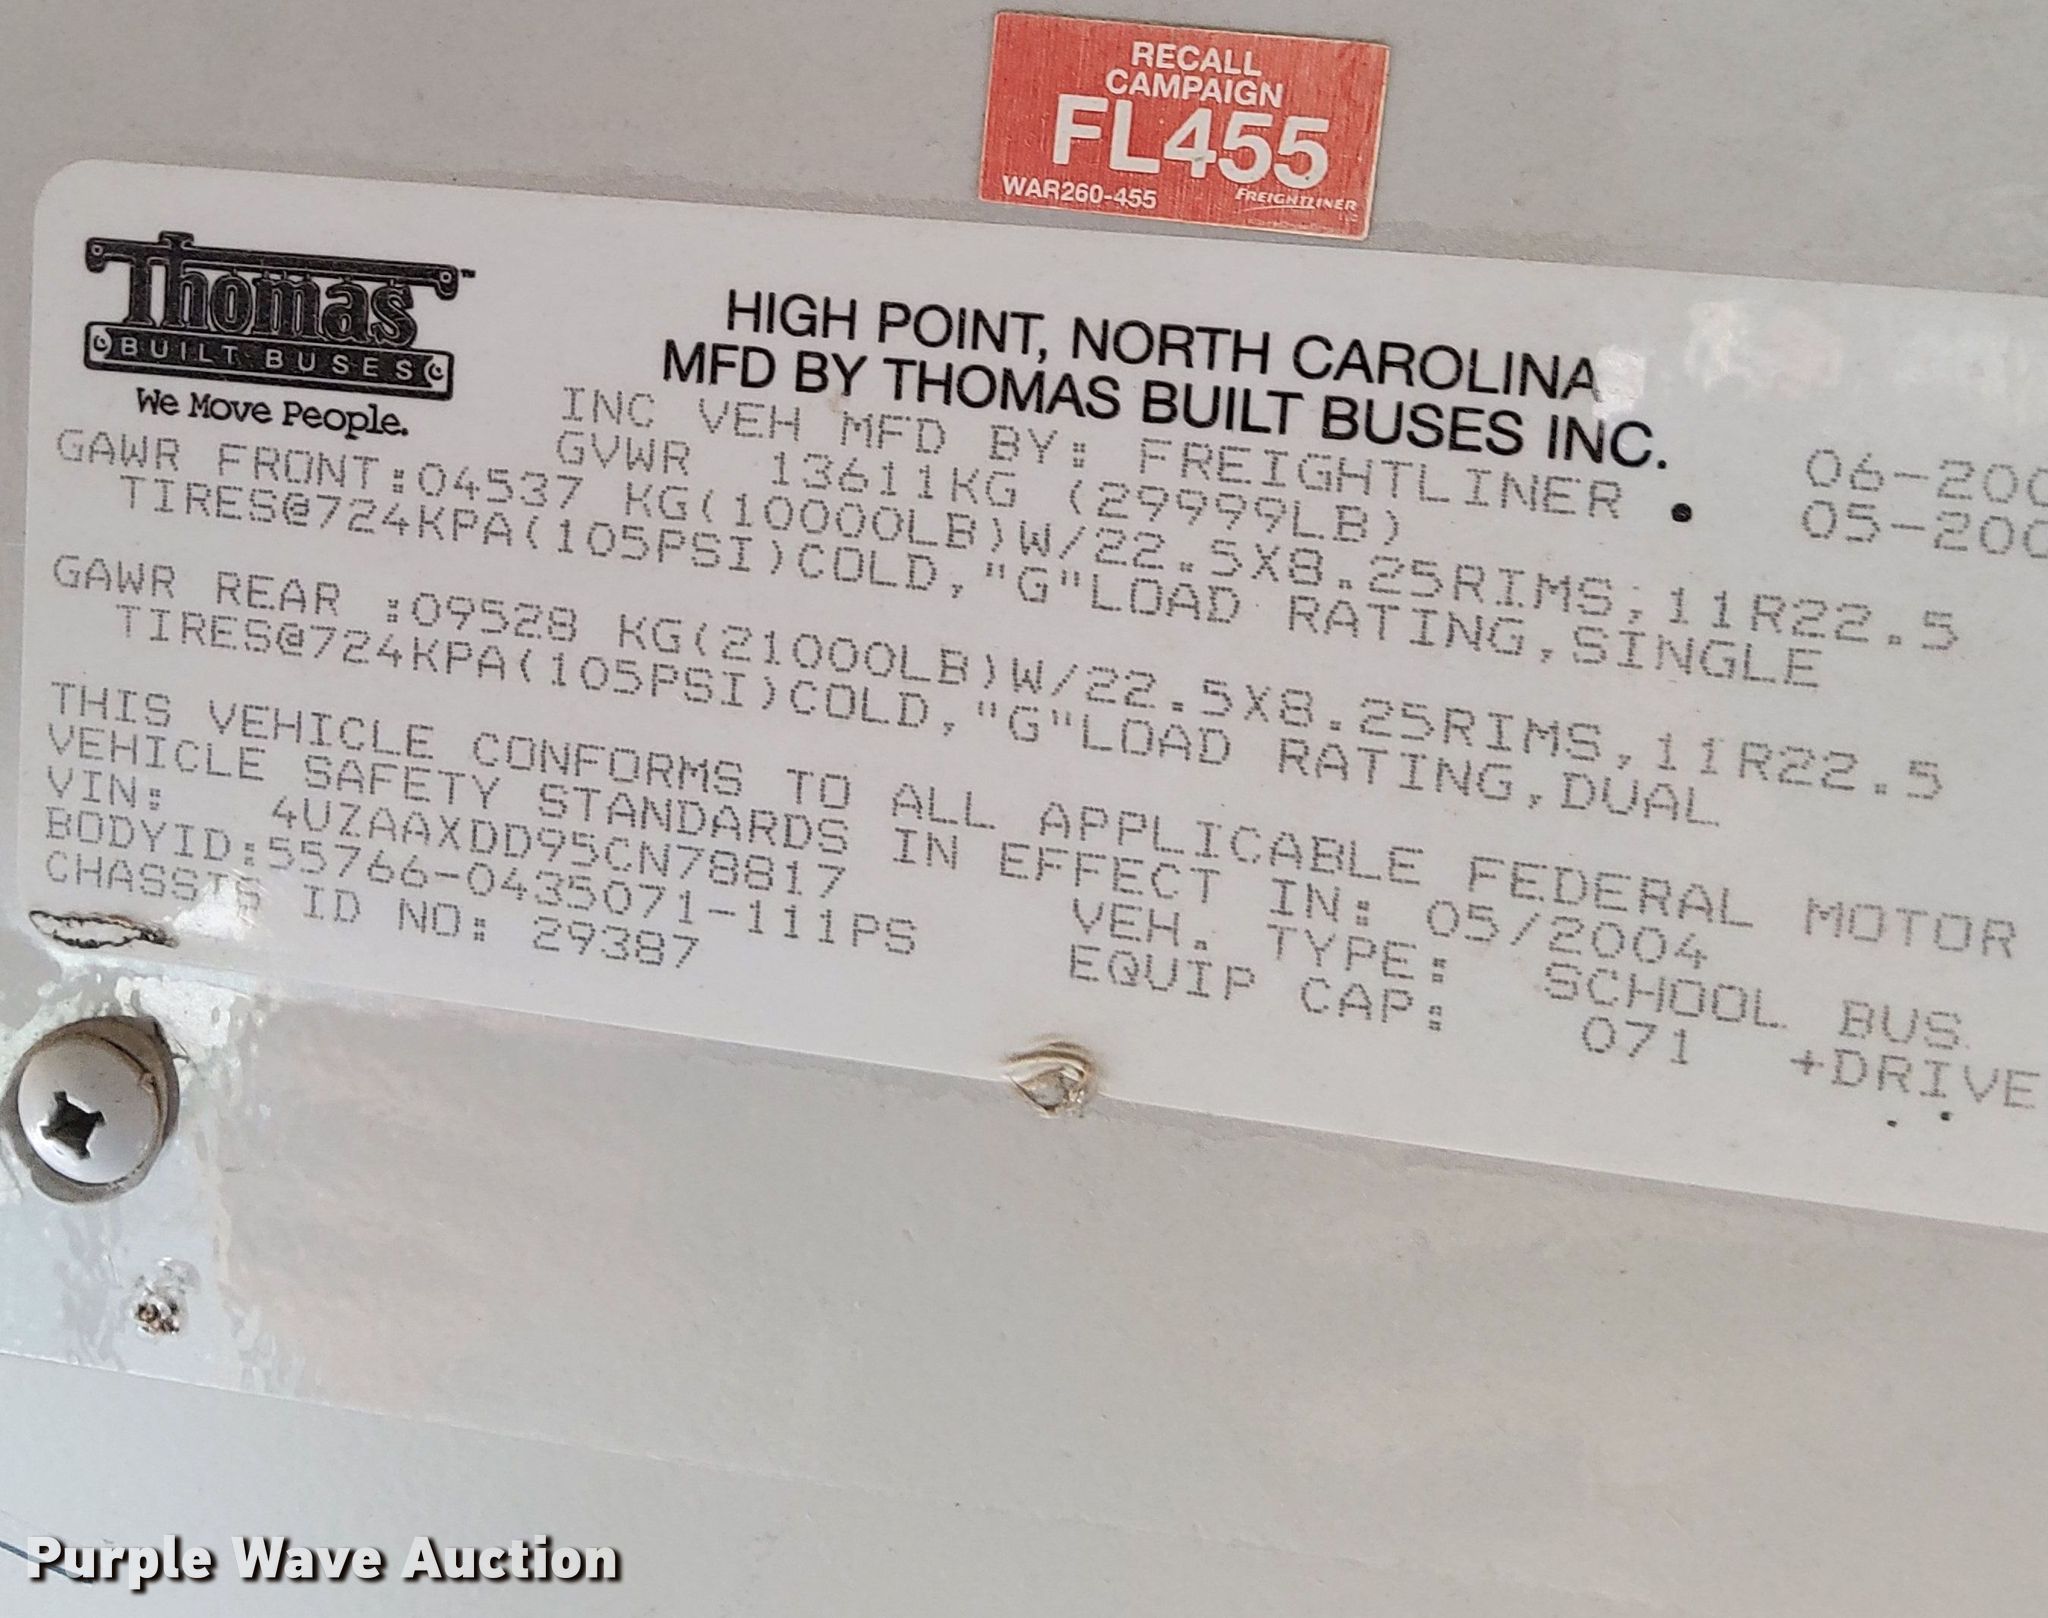 RECALL
CAMPAIGN
FL455
WAR260-455 FREIGHTLINER
Thomas
BUILT BUSES
We Move People.
HIGH POINT, NORTH CAROLINA
MFD BY THOMAS BUILT BUSES INC.
INC VEH MFD BY: FREIGHTLINER 06-200
GVWR 13611KG (29999LB) 05-200
GAWR FRONT:04537 KG(10000LB)W/22.5X8.25RIMS,11R22.5
TIRES@724KPA(105PSI)COLD,"G"LOAD RATING,SINGLE
GAWR REAR :09528 KG(21000LB)W/22.5X8.25RIMS,11R22.5
TIRES@724KPA(105PSI)COLD,"G"LOAD RATING,DUAL
THIS VEHICLE CONFORMS TO ALL APPLICABLE FEDERAL MOTOR
VEHICLE SAFETY STANDARDS IN EFFECT IN: 05/2004
VIN: 4UZAAXDD95CN78817 VEH. TYPE: SCHOOL BUS
BODYID:55766-0435071-111PS EQUIP CAP: 071 +DRIVE
CHASSIS ID NO: 29387
Purple Wave Auction